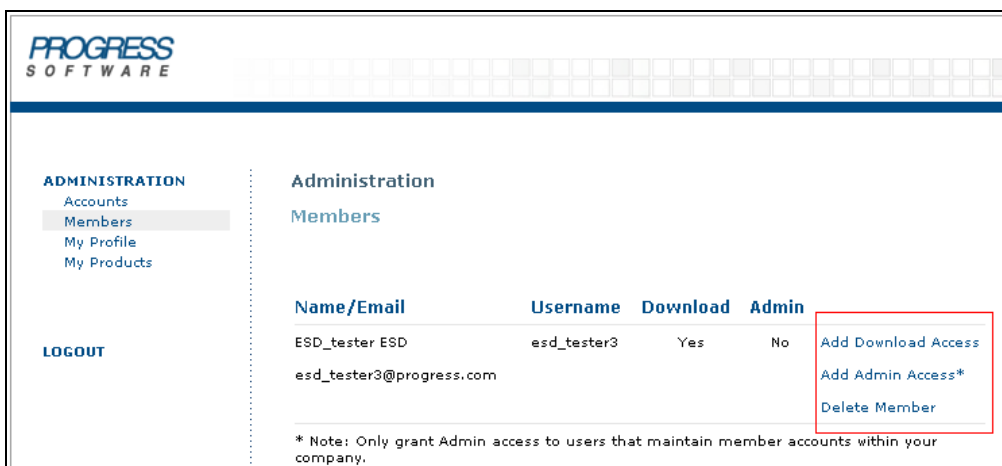 PROGRESS
SOFTWARE
ADMINISTRATION
Accounts
Members
My Profile
My Products
LOGOUT
Administration
Members
Name/Email Username Download Admin
ESD_tester ESD esd_tester3 Yes No Add Download Access
esd_tester3@progress.com Add Admin Access*
Delete Member
* Note: Only grant Admin access to users that maintain member accounts within your
company.